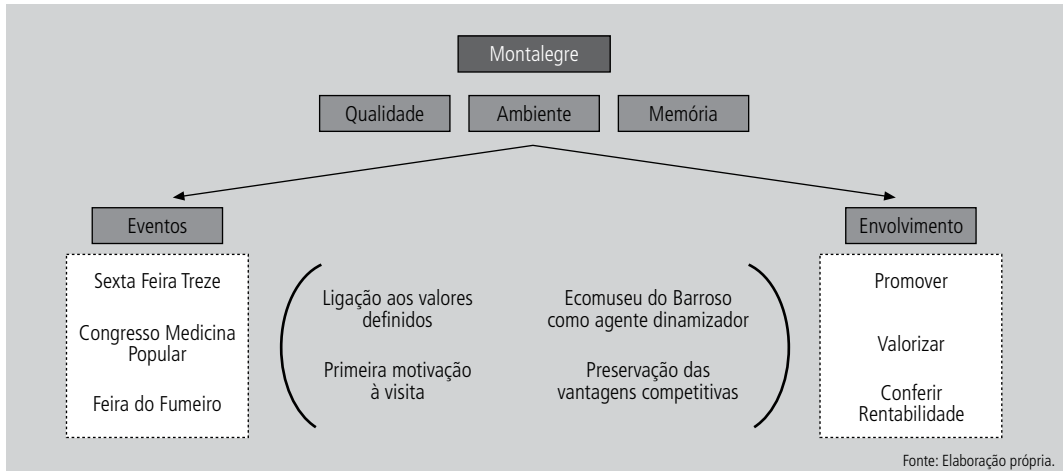 Montalegre
Qualidade
Ambiente
Memória
Eventos
Sexta Feira Treze
Congresso Medicina
Popular
Feira do Fumeiro
Ligação aos valores
definidos
Primeira motivação
à visita
Ecomuseu do Barroso
como agente dinamizador
Preservação das
vantagens competitivas
Envolvimento
Promover
Valorizar
Conferir
Rentabilidade
Fonte: Elaboração própria.